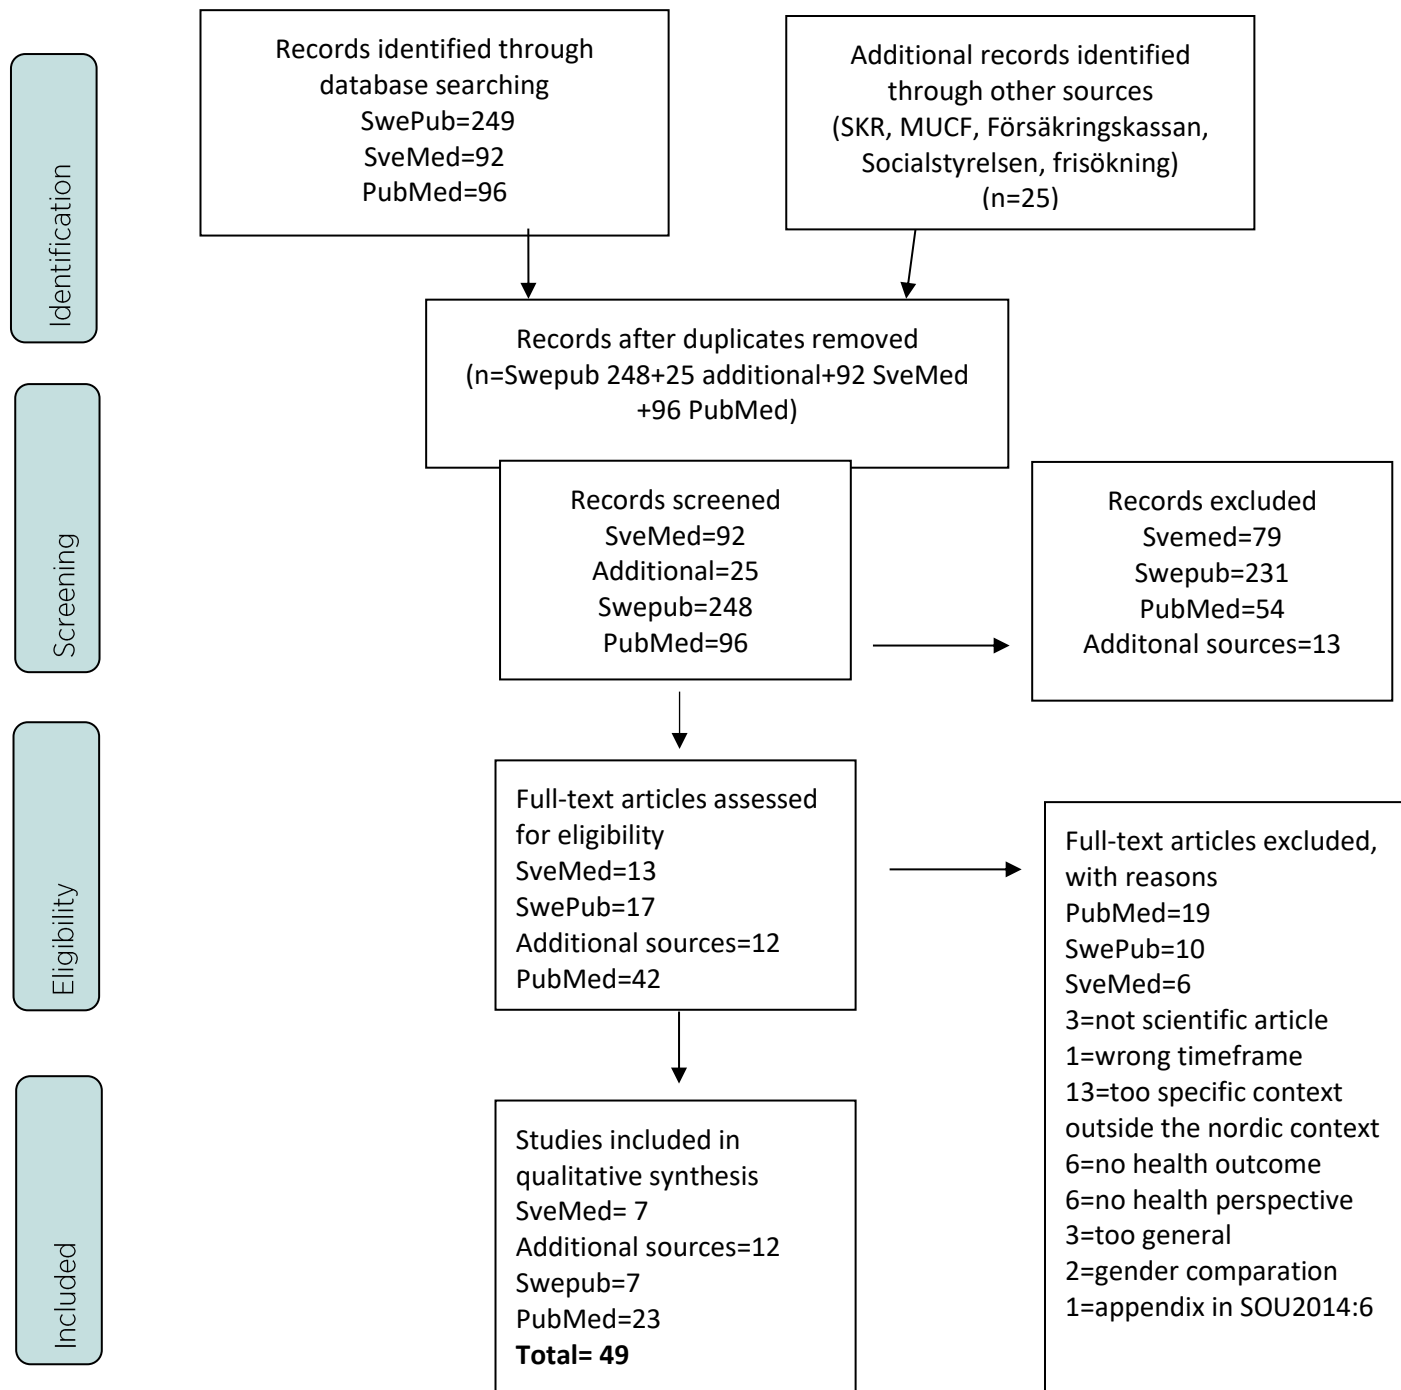 Identification
Records identified through
database searching
SwePub=249
SveMed=92
PubMed=96
Additional records identified
through other sources
(SKR, MUCF, Försäkringskassan,
Socialstyrelsen, frisökning)
(n=25)
Records after duplicates removed
(n=Swepub 248+25 additional+92 SveMed
+96 PubMed)
Screening
Records screened
SveMed=92
Additional=25
Swepub=248
PubMed=96
Records excluded
Svemed=79
Swepub=231
PubMed=54
Additonal sources=13
Eligibility
Full-text articles assessed
for eligibility
SveMed=13
SwePub=17
Additional sources=12
PubMed=42
Full-text articles excluded,
with reasons
PubMed=19
SwePub=10
SveMed=6
3=not scientific article
1=wrong timeframe
13=too specific context
outside the nordic context
6=no health outcome
6=no health perspective
3=too general
2=gender comparation
1=appendix in SOU2014:6
Included
Studies included in
qualitative synthesis
SveMed= 7
Additional sources=12
Swepub=7
PubMed=23
Total= 49